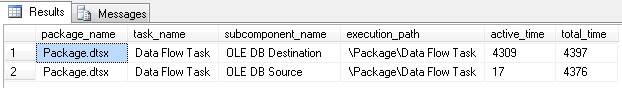 Results Messages
package_name task_name subcomponent_name execution_path active_time total_time
1 Package.dtsx Data Flow Task OLE DB Destination \Package\Data Flow Task 4309 4397
2 Package.dtsx Data Flow Task OLE DB Source \Package\Data Flow Task 17 4376